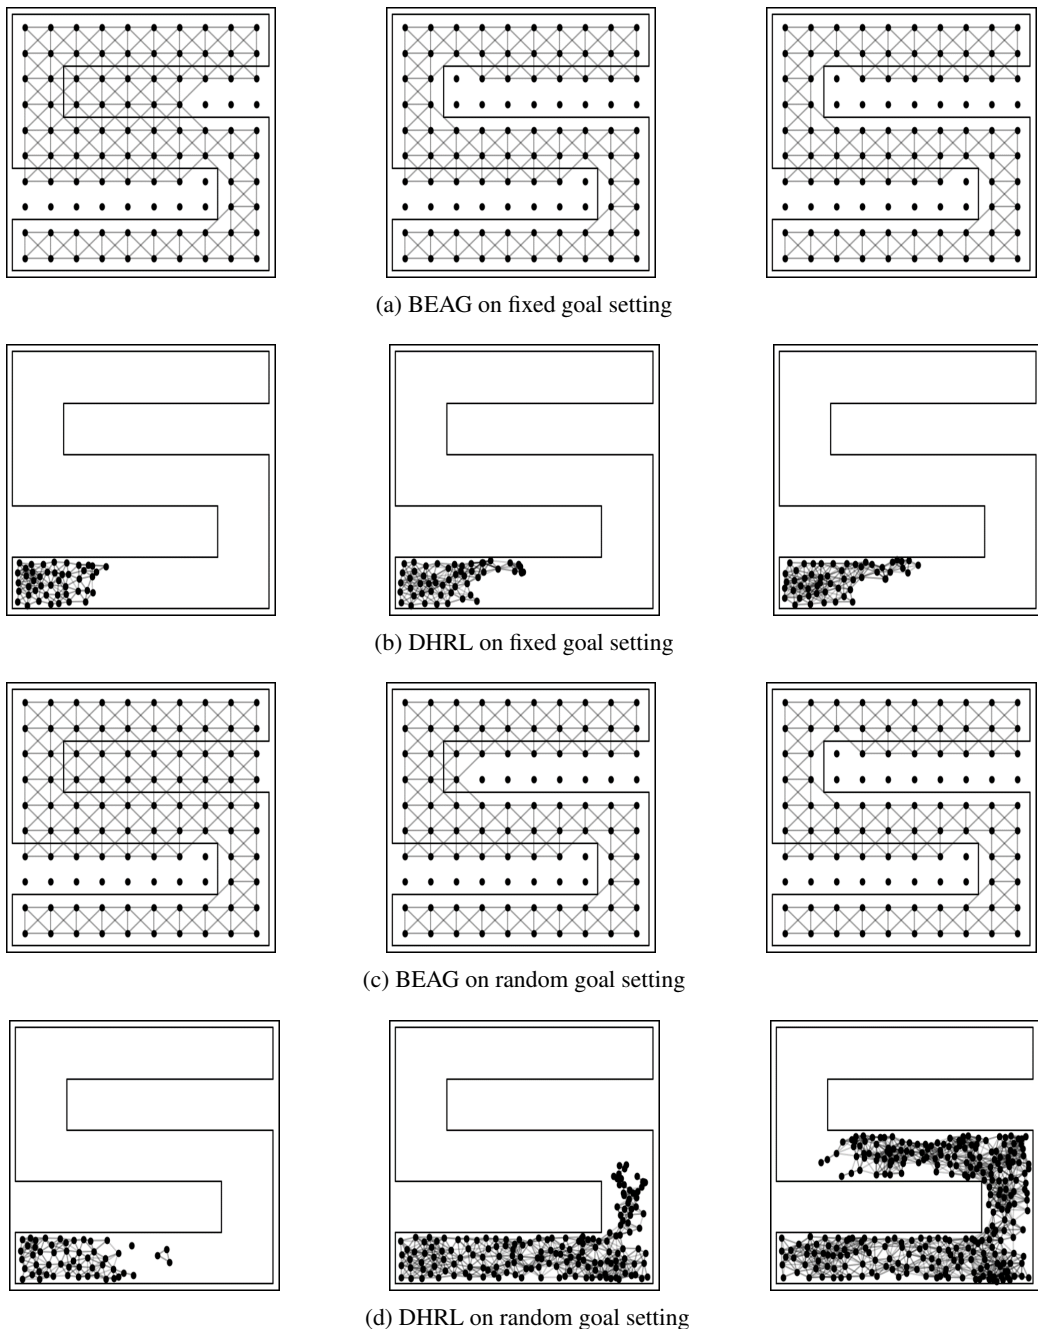 (a) BEAG on fixed goal setting
(b) DHRL on fixed goal setting
(c) BEAG on random goal setting
(d) DHRL on random goal setting